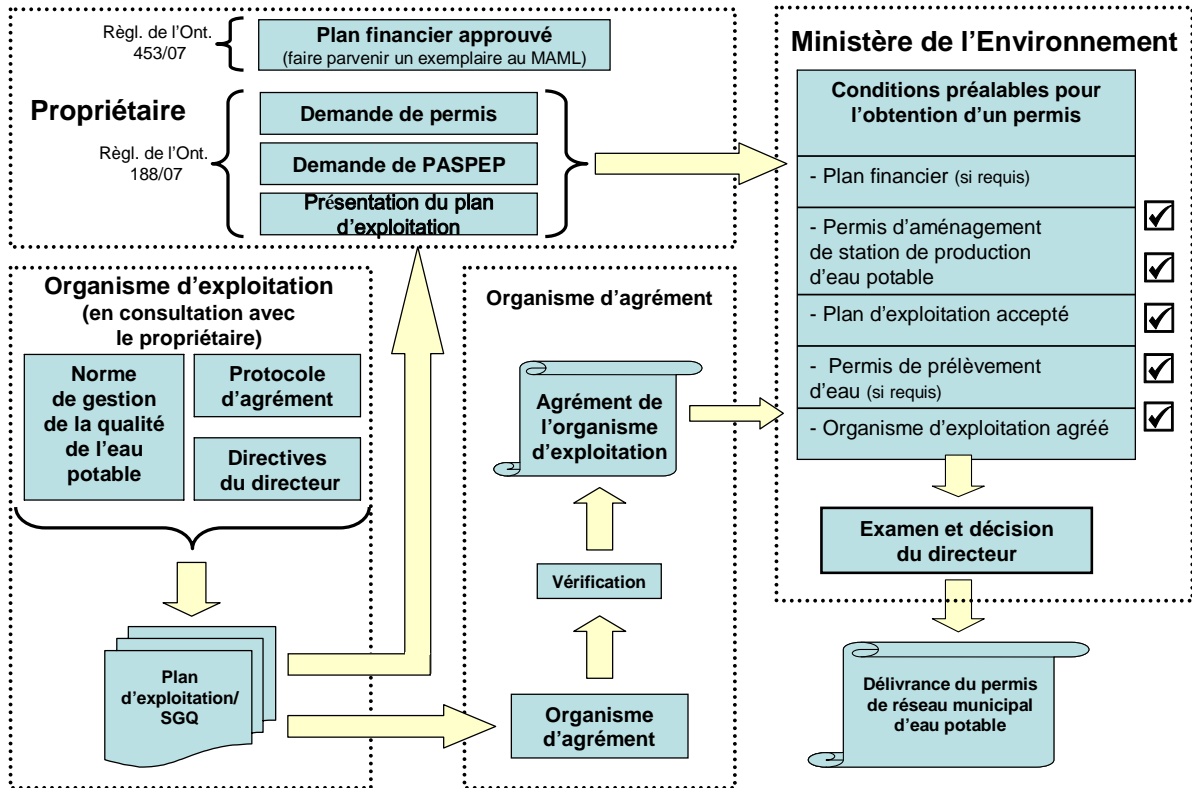 Règl. de l'Ont.
453/07
Plan financier approuvé
(faire parvenir un exemplaire au MAML)
Propriétaire
Règl. de l'Ont.
188/07
Demande de permis
Demande de PASPEP
Présentation du plan
d'exploitation
Organisme d'exploitation
(en consultation avec
le propriétaire)
Norme
de gestion
de la qualité
de l'eau
potable
Protocole
d'agrément
Directives
du directeur
Plan
d'exploitation/
SGQ
Organisme d'agrément
Agrément de
l'organisme
d'exploitation
Vérification
Organisme
d'agrément
Ministère de l'Environnement
Conditions préalables pour
l'obtention d'un permis
- Plan financier (si requis)
- Permis d'aménagement
de station de production
d'eau potable
- Plan d'exploitation accepté
- Permis de prélèvement
d'eau (si requis)
- Organisme d'exploitation agréé
Examen et décision
du directeur
Délivrance du permis
de réseau municipal
d'eau potable